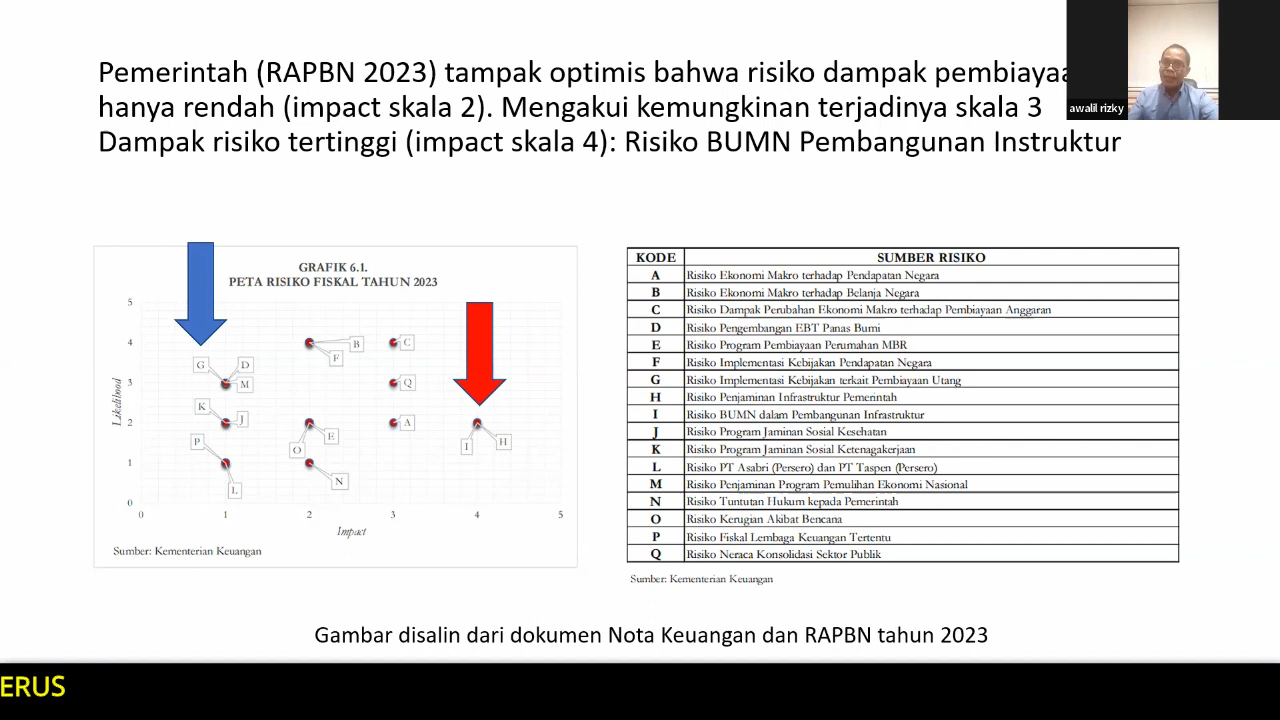 Pemerintah (RAPBN 2023) tampak optimis bahwa risiko dampak
hanya rendah (impact skala 2). Mengakui kemungkinan terjadinya skala 3
Dampak risiko tertinggi (impact skala 4): Risiko BUMN Pembangunan Instruktur
awalil rizky
GRAFIK 6.1.
PETA RISIKO FISKAL TAHUN 2023
Likelihood
5
4
3
2
1
0
B
F
C
G
D
M
Q
K
J
O
E
A
I
H
P
L
N
0 1 2 3 4 5
Impact
Sumber: Kementerian Keuangan
KODE SUMBER RISIKO
A Risiko Ekonomi Makro terhadap Pendapatan Negara
B Risiko Ekonomi Makro terhadap Belanja Negara
C Risiko Dampak Perubahan Ekonomi Makro terhadap Pembiayaan Anggaran
D Risiko Pengembangan EBT Panas Bumi
E Risiko Program Pembiayaan Perumahan MBR
F Risiko Implementasi Kebijakan Pendapatan Negara
G Risiko Implementasi Kebijakan terkait Pembiayaan Utang
H Risiko Penjaminan Infrastruktur Pemerintah
I Risiko BUMN dalam Pembangunan Infrastruktur
J Risiko Program Jaminan Sosial Kesehatan
K Risiko Program Jaminan Sosial Ketenagakerjaan
L Risiko PT Asabri (Persero) dan PT Taspen (Persero)
M Risiko Penjaminan Program Pemulihan Ekonomi Nasional
N Risiko Tuntutan Hukum kepada Pemerintah
O Risiko Kerugian Akibat Bencana
P Risiko Fiskal Lembaga Keuangan Tertentu
Q Risiko Neraca Konsolidasi Sektor Publik
Sumber: Kementerian Keuangan
Gambar disalin dari dokumen Nota Keuangan dan RAPBN tahun 2023
ERUS